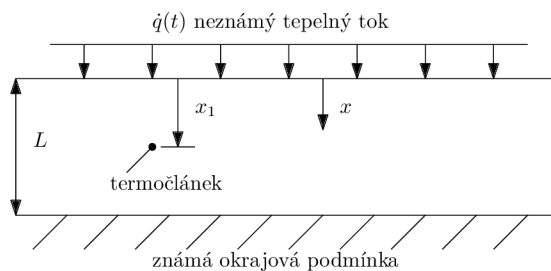 q̇(t) neznámý tepelný tok
x₁
x
L
termočlánek
známá okrajová podmínka